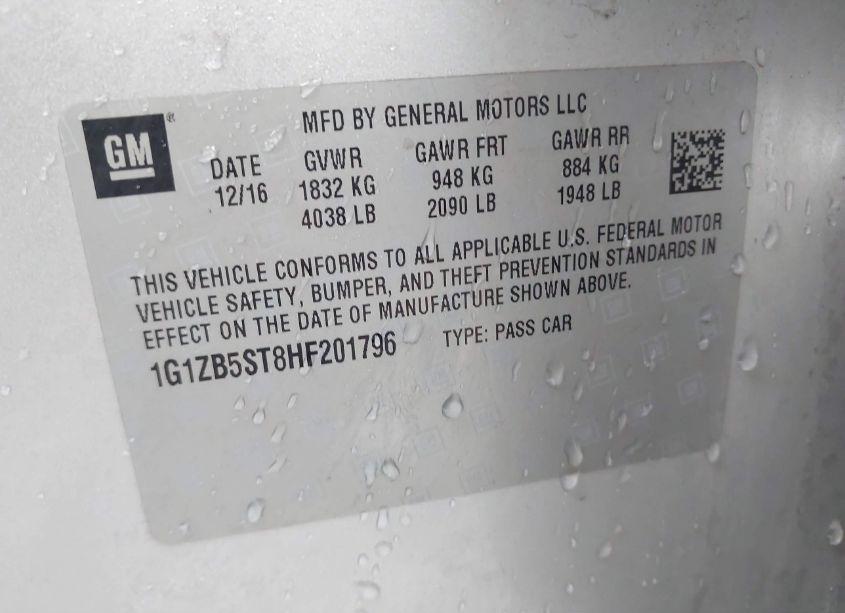 GM®
MFD BY GENERAL MOTORS LLC
DATE GVWR GAWR FRT GAWR RR
12/16 1832 KG 948 KG 884 KG
4038 LB 2090 LB 1948 LB
THIS VEHICLE CONFORMS TO ALL APPLICABLE U.S. FEDERAL MOTOR
VEHICLE SAFETY, BUMPER, AND THEFT PREVENTION STANDARDS IN
EFFECT ON THE DATE OF MANUFACTURE SHOWN ABOVE.
1G1ZB5ST8HF201796 TYPE: PASS CAR